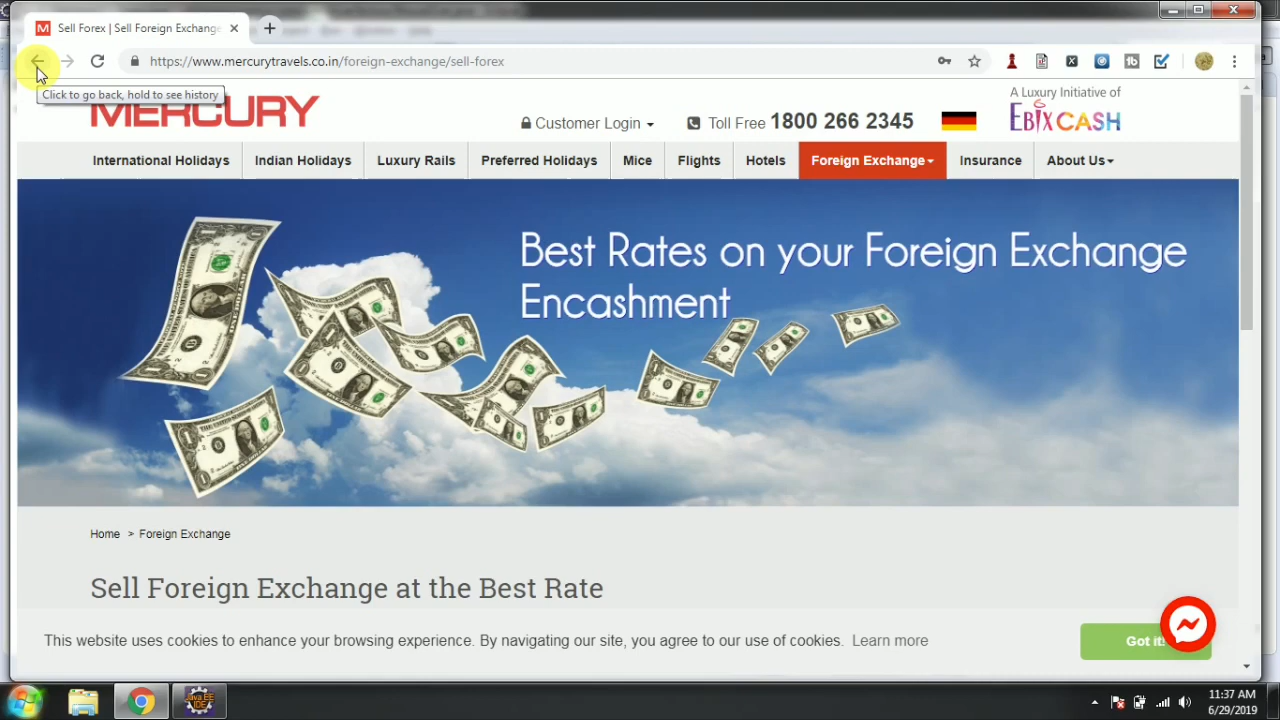 M Sell Forex | Sell Foreign Exchange
https://www.mercurytravels.co.in/foreign-exchange/sell-forex
Click to go back, hold to see history
MERCURY
Customer Login
Toll Free 1800 266 2345
A Luxury Initiative of
EBIXCASH
International Holidays
Indian Holidays
Luxury Rails
Preferred Holidays
Mice
Flights
Hotels
Foreign Exchange
Insurance
About Us
Best Rates on your Foreign Exchange
Encashment
Home > Foreign Exchange
Sell Foreign Exchange at the Best Rate
This website uses cookies to enhance your browsing experience. By navigating our site, you agree to our use of cookies. Learn more
Got it!
Java EE
IDE
11:37 AM
6/29/2019